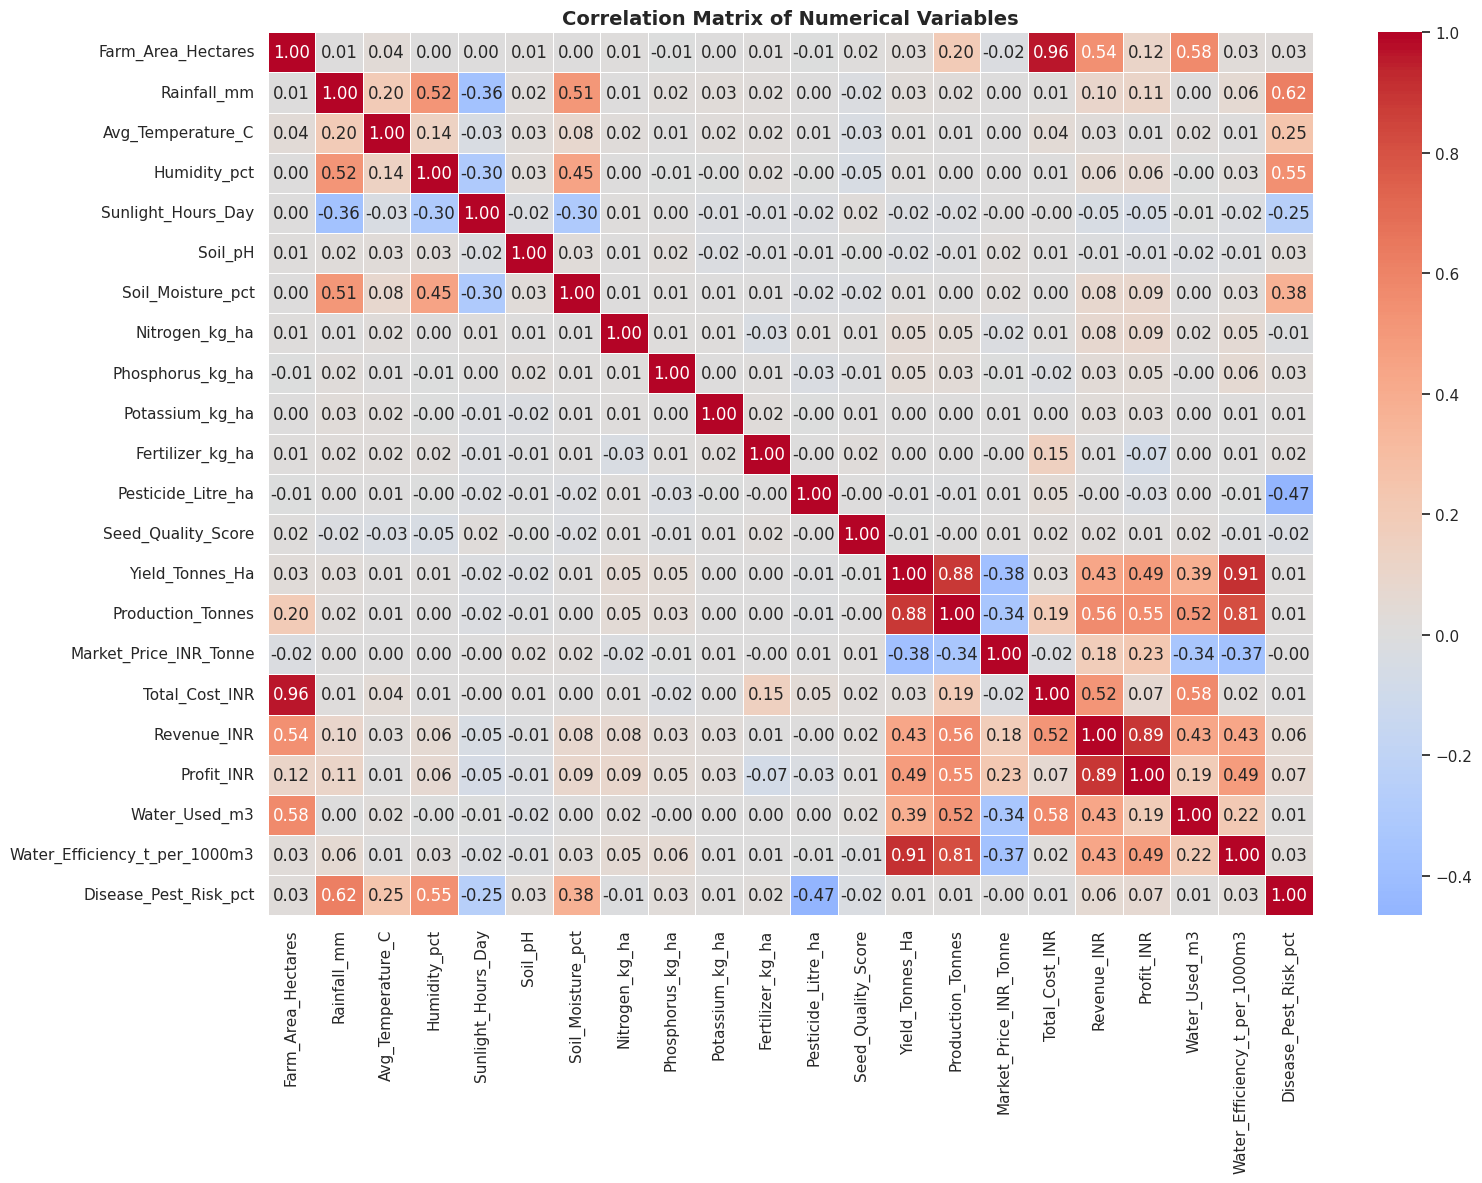 Correlation Matrix of Numerical Variables
Farm_Area_Hectares 1.00 0.01 0.04 0.00 0.00 0.01 0.00 0.01 -0.01 0.00 0.01 -0.01 0.02 0.03 0.20 -0.02 0.96 0.54 0.12 0.58 0.03 0.03
Rainfall_mm 0.01 1.00 0.20 0.52 -0.36 0.02 0.51 0.01 0.02 0.03 0.02 0.00 -0.02 0.03 0.02 0.00 0.01 0.10 0.11 0.00 0.06 0.62
Avg_Temperature_C 0.04 0.20 1.00 0.14 -0.03 0.03 0.08 0.02 0.01 0.02 0.02 0.01 -0.03 0.01 0.01 0.00 0.04 0.03 0.01 0.02 0.01 0.25
Humidity_pct 0.00 0.52 0.14 1.00 -0.30 0.03 0.45 0.00 -0.01 -0.00 0.02 -0.00 -0.05 0.01 0.00 0.00 0.01 0.06 0.06 -0.00 0.03 0.55
Sunlight_Hours_Day 0.00 -0.36 -0.03 -0.30 1.00 -0.02 -0.30 0.01 0.00 -0.01 -0.01 -0.02 0.02 -0.02 -0.02 -0.00 -0.00 -0.05 -0.05 -0.01 -0.02 -0.25
Soil_pH 0.01 0.02 0.03 0.03 -0.02 1.00 0.03 0.01 0.02 -0.02 -0.01 -0.01 -0.00 -0.02 -0.01 0.02 0.01 -0.01 -0.01 -0.02 -0.01 0.03
Soil_Moisture_pct 0.00 0.51 0.08 0.45 -0.30 0.03 1.00 0.01 0.01 0.01 0.01 -0.02 -0.02 0.01 0.00 0.02 0.00 0.08 0.09 0.00 0.03 0.38
Nitrogen_kg_ha 0.01 0.01 0.02 0.00 0.01 0.01 0.01 1.00 0.01 0.01 -0.03 0.01 0.01 0.05 0.05 -0.02 0.01 0.08 0.09 0.02 0.05 -0.01
Phosphorus_kg_ha -0.01 0.02 0.01 -0.01 0.00 0.02 0.01 0.01 1.00 0.00 0.01 -0.03 -0.01 0.05 0.03 -0.01 -0.02 0.03 0.05 -0.00 0.06 0.03
Potassium_kg_ha 0.00 0.03 0.02 -0.00 -0.01 -0.02 0.01 0.01 0.00 1.00 0.02 -0.00 0.01 0.00 0.00 0.01 0.00 0.03 0.03 0.00 0.01 0.01
Fertilizer_kg_ha 0.01 0.02 0.02 0.02 -0.01 -0.01 0.01 -0.03 0.01 0.02 1.00 -0.00 0.02 0.00 0.00 -0.00 0.15 0.01 -0.07 0.00 0.01 0.02
Pesticide_Litre_ha -0.01 0.00 0.01 -0.00 -0.02 -0.01 -0.02 0.01 -0.03 -0.00 -0.00 1.00 -0.00 -0.01 -0.01 0.01 0.05 -0.00 -0.03 0.00 -0.01 -0.47
Seed_Quality_Score 0.02 -0.02 -0.03 -0.05 0.02 -0.00 -0.02 0.01 -0.01 0.01 0.02 -0.00 1.00 -0.01 -0.00 0.01 0.02 0.02 0.01 0.02 -0.01 -0.02
Yield_Tonnes_Ha 0.03 0.03 0.01 0.01 -0.02 -0.02 0.01 0.05 0.05 0.00 0.00 -0.01 -0.01 1.00 0.88 -0.38 0.03 0.43 0.49 0.39 0.91 0.01
Production_Tonnes 0.20 0.02 0.01 0.00 -0.02 -0.01 0.00 0.05 0.03 0.00 0.00 -0.01 -0.00 0.88 1.00 -0.34 0.19 0.56 0.55 0.52 0.81 0.01
Market_Price_INR_Tonne -0.02 0.00 0.00 0.00 -0.00 0.02 0.02 -0.02 -0.01 0.01 -0.00 0.01 0.01 -0.38 -0.34 1.00 -0.02 0.18 0.23 -0.34 -0.37 -0.00
Total_Cost_INR 0.96 0.01 0.04 0.01 -0.00 0.01 0.00 0.01 -0.02 0.00 0.15 0.05 0.02 0.03 0.19 -0.02 1.00 0.52 0.07 0.58 0.02 0.01
Revenue_INR 0.54 0.10 0.03 0.06 -0.05 -0.01 0.08 0.08 0.03 0.03 0.01 -0.00 0.02 0.43 0.56 0.18 0.52 1.00 0.89 0.43 0.43 0.06
Profit_INR 0.12 0.11 0.01 0.06 -0.05 -0.01 0.09 0.09 0.05 0.03 -0.07 -0.03 0.01 0.49 0.55 0.23 0.07 0.89 1.00 0.19 0.49 0.07
Water_Used_m3 0.58 0.00 0.02 -0.00 -0.01 -0.02 0.00 0.02 -0.00 0.00 0.00 0.00 0.02 0.39 0.52 -0.34 0.58 0.43 0.19 1.00 0.22 0.01
Water_Efficiency_t_per_1000m3 0.03 0.06 0.01 0.03 -0.02 -0.01 0.03 0.05 0.06 0.01 0.01 -0.01 -0.01 0.91 0.81 -0.37 0.02 0.43 0.49 0.22 1.00 0.03
Disease_Pest_Risk_pct 0.03 0.62 0.25 0.55 -0.25 0.03 0.38 -0.01 0.03 0.01 0.02 -0.47 -0.02 0.01 0.01 -0.00 0.01 0.06 0.07 0.01 0.03 1.00
Farm_Area_Hectares
Rainfall_mm
Avg_Temperature_C
Humidity_pct
Sunlight_Hours_Day
Soil_pH
Soil_Moisture_pct
Nitrogen_kg_ha
Phosphorus_kg_ha
Potassium_kg_ha
Fertilizer_kg_ha
Pesticide_Litre_ha
Seed_Quality_Score
Yield_Tonnes_Ha
Production_Tonnes
Market_Price_INR_Tonne
Total_Cost_INR
Revenue_INR
Profit_INR
Water_Used_m3
Water_Efficiency_t_per_1000m3
Disease_Pest_Risk_pct
1.0
0.8
0.6
0.4
0.2
0.0
−0.2
−0.4